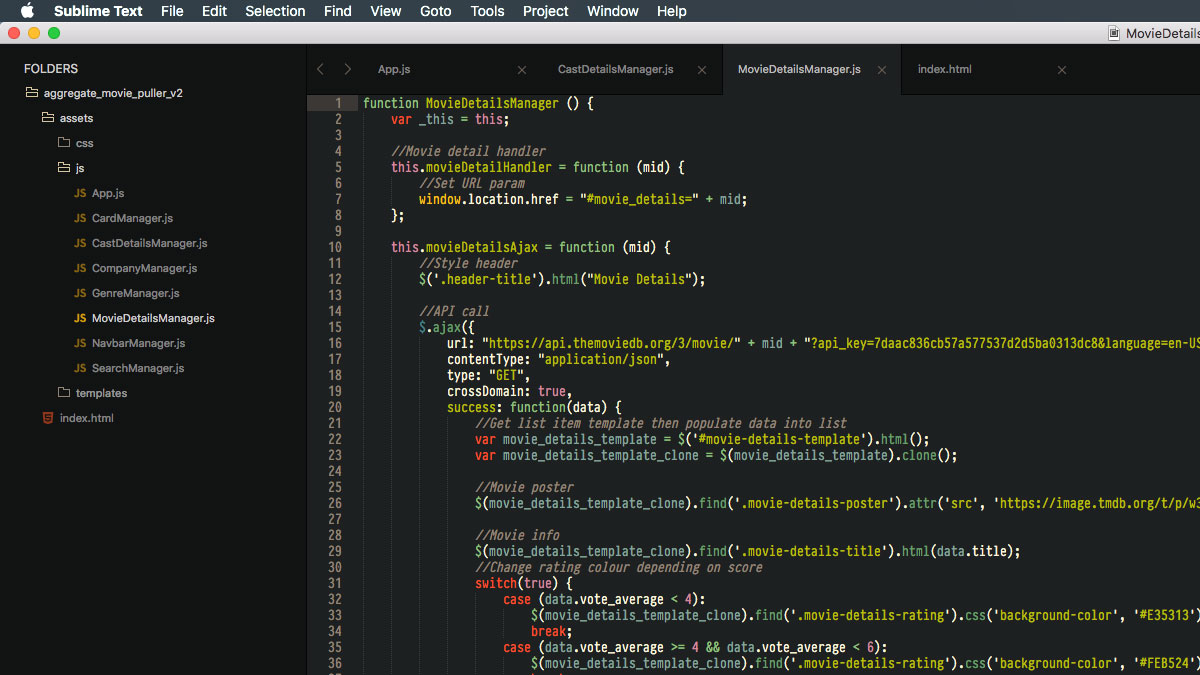 Sublime Text File Edit Selection Find View Goto Tools Project Window Help
MovieDetails
FOLDERS
aggregate_movie_puller_v2
assets
css
js
JS App.js
JS CardManager.js
JS CastDetailsManager.js
JS CompanyManager.js
JS GenreManager.js
JS MovieDetailsManager.js
JS NavbarManager.js
JS SearchManager.js
templates
index.html
App.js CastDetailsManager.js MovieDetailsManager.js index.html
1 function MovieDetailsManager () {
2 var _this = this;
3
4 //Movie detail handler
5 this.movieDetailHandler = function (mid) {
6 //Set URL param
7 window.location.href = "#movie_details=" + mid;
8 };
9
10 this.movieDetailsAjax = function (mid) {
11 //Style header
12 $('.header-title').html("Movie Details");
13
14 //API call
15 $.ajax({
16 url: "https://api.themoviedb.org/3/movie/" + mid + "?api_key=7daac836cb57a577537d2d5ba0313dc8&language=en-US
17 contentType: "application/json",
18 type: "GET",
19 crossDomain: true,
20 success: function(data) {
21 //Get list item template then populate data into list
22 var movie_details_template = $('#movie-details-template').html();
23 var movie_details_template_clone = $(movie_details_template).clone();
24
25 //Movie poster
26 $(movie_details_template_clone).find('.movie-details-poster').attr('src', 'https://image.tmdb.org/t/p/w3
27
28 //Movie info
29 $(movie_details_template_clone).find('.movie-details-title').html(data.title);
30 //Change rating colour depending on score
31 switch(true) {
32 case (data.vote_average < 4):
33 $(movie_details_template_clone).find('.movie-details-rating').css('background-color', '#E35313')
34 break;
35 case (data.vote_average >= 4 && data.vote_average < 6):
36 $(movie_details_template_clone).find('.movie-details-rating').css('background-color', '#FEB524')